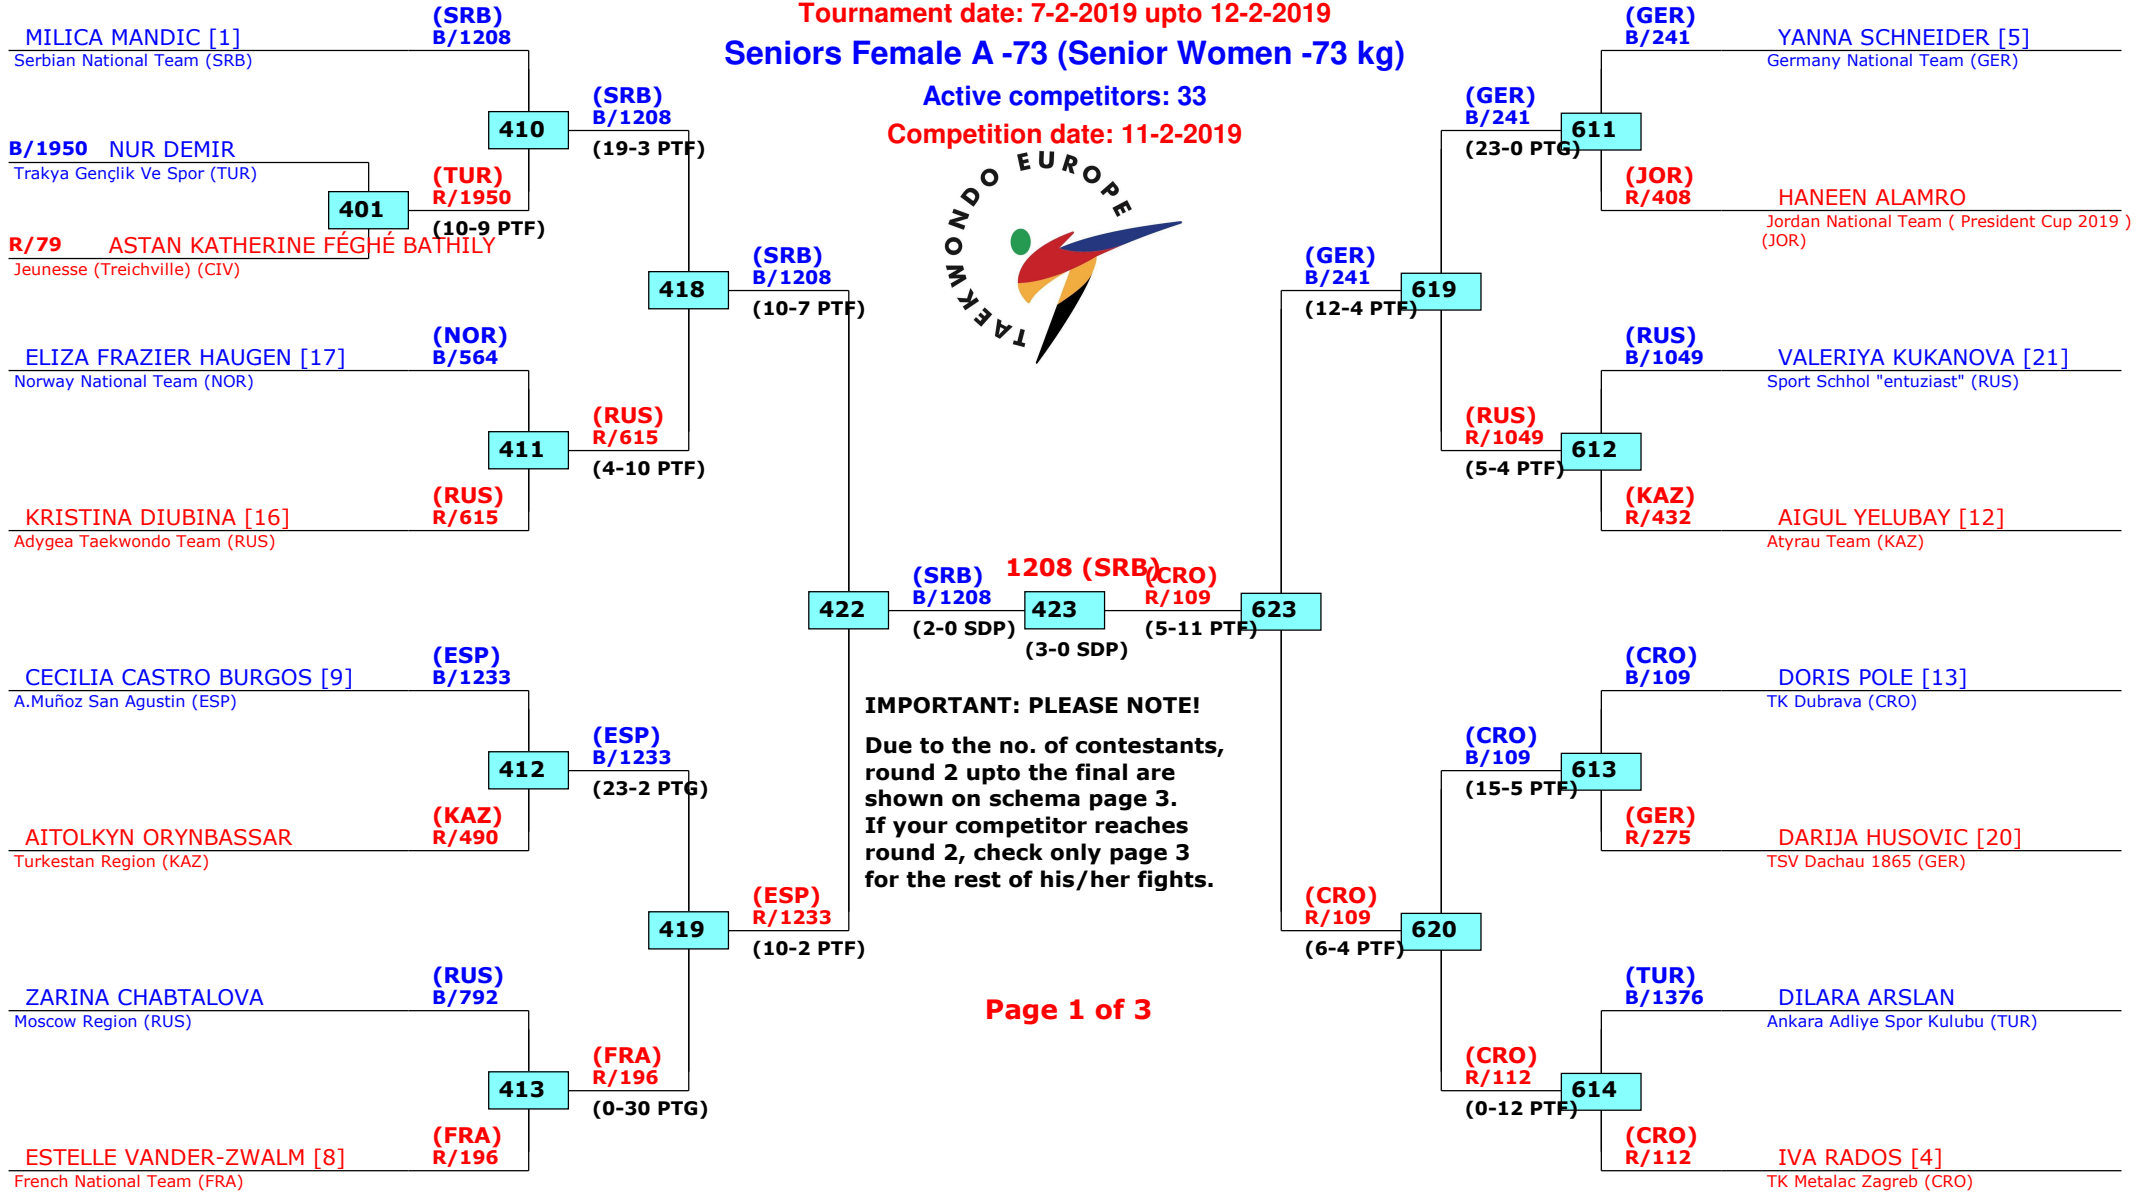 Tournament date: 7-2-2019 upto 12-2-2019
Seniors Female A -73 (Senior Women -73 kg)
Active competitors: 33
Competition date: 11-2-2019
TAEKWONDO EUROPE
MILICA MANDIC [1]
Serbian National Team (SRB)
(SRB)
B/1208
B/1950 NUR DEMIR
Trakya Gençlik Ve Spor (TUR)
401
R/79 ASTAN KATHERINE FÉGHÉ BATHILY
Jeunesse (Treichville) (CIV)
(TUR)
R/1950
(10-9 PTF)
410
(SRB)
B/1208
(19-3 PTF)
ELIZA FRAZIER HAUGEN [17]
Norway National Team (NOR)
(NOR)
B/564
KRISTINA DIUBINA [16]
Adygea Taekwondo Team (RUS)
(RUS)
R/615
411
(RUS)
R/615
(4-10 PTF)
418
(SRB)
B/1208
(10-7 PTF)
CECILIA CASTRO BURGOS [9]
A.Muñoz San Agustin (ESP)
(ESP)
B/1233
AITOLKYN ORYNBASSAR
Turkestan Region (KAZ)
(KAZ)
R/490
412
(ESP)
B/1233
(23-2 PTG)
ZARINA CHABTALOVA
Moscow Region (RUS)
(RUS)
B/792
ESTELLE VANDER-ZWALM [8]
French National Team (FRA)
(FRA)
R/196
413
(FRA)
R/196
(0-30 PTG)
419
(ESP)
R/1233
(10-2 PTF)
422
(SRB)
B/1208
(2-0 SDP)
1208 (SRB)
423
(3-0 SDP)
(CRO)
R/109
(5-11 PTF)
623
IMPORTANT: PLEASE NOTE!
Due to the no. of contestants,
round 2 upto the final are
shown on schema page 3.
If your competitor reaches
round 2, check only page 3
for the rest of his/her fights.
Page 1 of 3
(GER)
B/241
YANNA SCHNEIDER [5]
Germany National Team (GER)
(JOR)
R/408
HANEEN ALAMRO
Jordan National Team ( President Cup 2019 )
(JOR)
611
(GER)
B/241
(23-0 PTG)
(RUS)
B/1049
VALERIYA KUKANOVA [21]
Sport Schhol "entuziast" (RUS)
(KAZ)
R/432
AIGUL YELUBAY [12]
Atyrau Team (KAZ)
612
(RUS)
R/1049
(5-4 PTF)
619
(GER)
B/241
(12-4 PTF)
(CRO)
B/109
DORIS POLE [13]
TK Dubrava (CRO)
(GER)
R/275
DARIJA HUSOVIC [20]
TSV Dachau 1865 (GER)
613
(CRO)
B/109
(15-5 PTF)
(TUR)
B/1376
DILARA ARSLAN
Ankara Adliye Spor Kulubu (TUR)
(CRO)
R/112
IVA RADOS [4]
TK Metalac Zagreb (CRO)
614
(CRO)
R/112
(0-12 PTF)
620
(CRO)
R/109
(6-4 PTF)